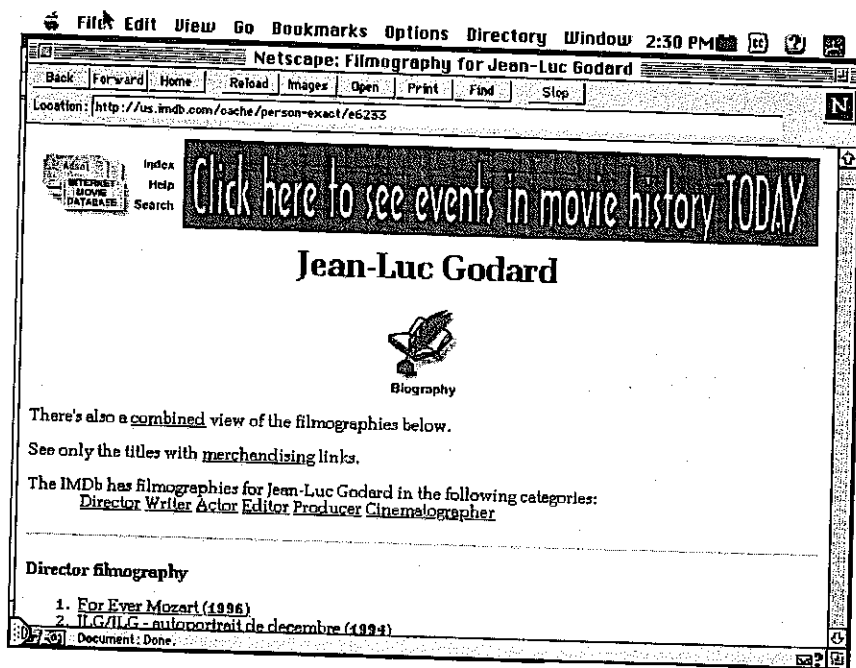 File Edit View Go Bookmarks Options Directory Window 2:30 PM
Netscape: Filmography for Jean-Luc Godard
Back Forward Home Reload Images Open Print Find Stop
Location: http://us.imdb.com/cache/person-exact/e6233
N
INTERNET MOVIE DATABASE
Index
Help
Search
Click here to see events in movie history TODAY
Jean-Luc Godard
Biography
There's also a combined view of the filmographies below.
See only the titles with merchandising links.
The IMDb has filmographies for Jean-Luc Godard in the following categories:
Director Writer Actor Editor Producer Cinematographer
Director filmography
1. For Ever Mozart (1996)
2. JLG/JLG - autoportrait de decembre (1994)
Document: Done.